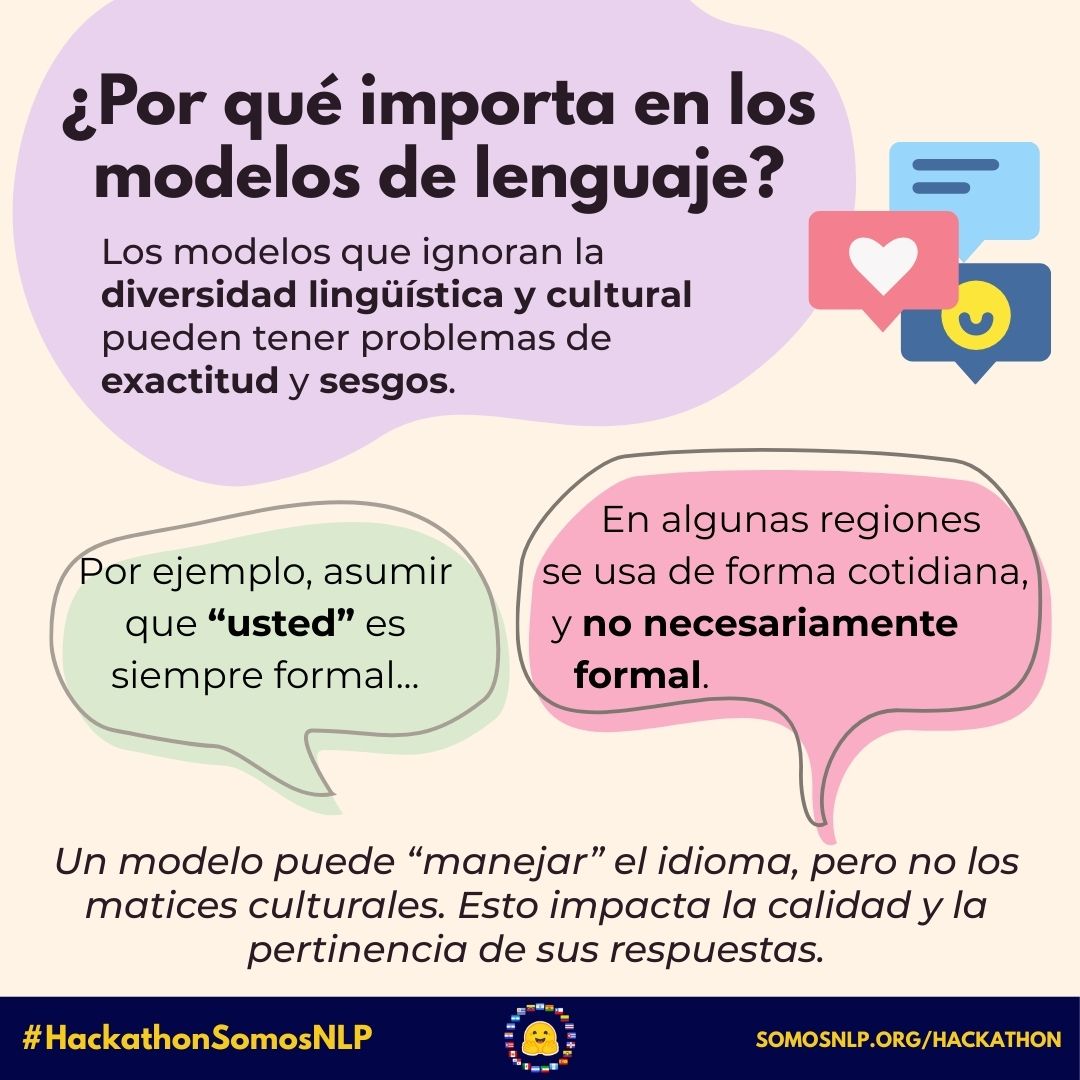 ¿Por qué importa en los
modelos de lenguaje?
Los modelos que ignoran la
diversidad lingüística y cultural
pueden tener problemas de
exactitud y sesgos.
Por ejemplo, asumir
que “usted” es
siempre formal...
En algunas regiones
se usa de forma cotidiana,
y no necesariamente
formal.
Un modelo puede “manejar” el idioma, pero no los
matices culturales. Esto impacta la calidad y la
pertinencia de sus respuestas.
#HackathonSomosNLP
SOMOSNLP.ORG/HACKATHON